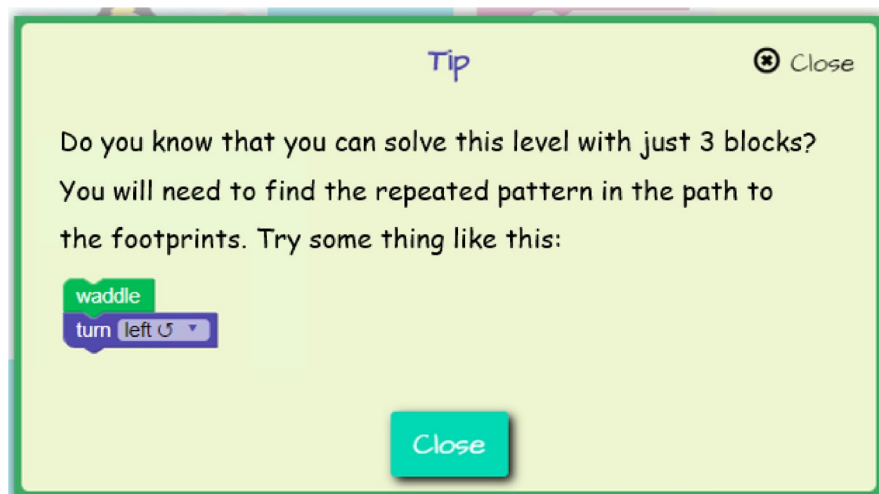 Tip
Close
Do you know that you can solve this level with just 3 blocks?
You will need to find the repeated pattern in the path to
the footprints. Try some thing like this:
waddle
turn left ↺ ▼
Close